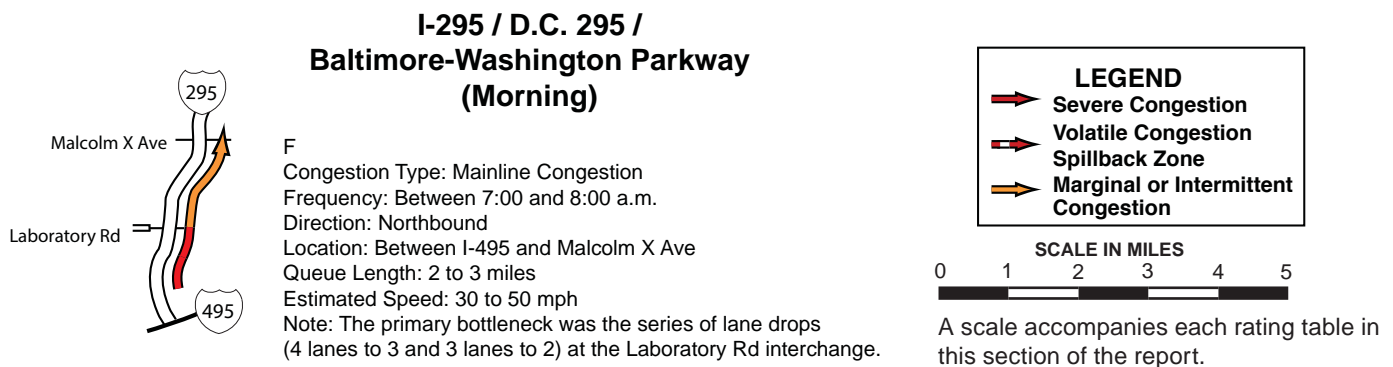 I-295 / D.C. 295 /
Baltimore-Washington Parkway
(Morning)
295
Malcolm X Ave
Laboratory Rd
495
F
Congestion Type: Mainline Congestion
Frequency: Between 7:00 and 8:00 a.m.
Direction: Northbound
Location: Between I-495 and Malcolm X Ave
Queue Length: 2 to 3 miles
Estimated Speed: 30 to 50 mph
Note: The primary bottleneck was the series of lane drops
(4 lanes to 3 and 3 lanes to 2) at the Laboratory Rd interchange.
LEGEND
Severe Congestion
Volatile Congestion
Spillback Zone
Marginal or Intermittent
Congestion
SCALE IN MILES
0 1 2 3 4 5
A scale accompanies each rating table in
this section of the report.